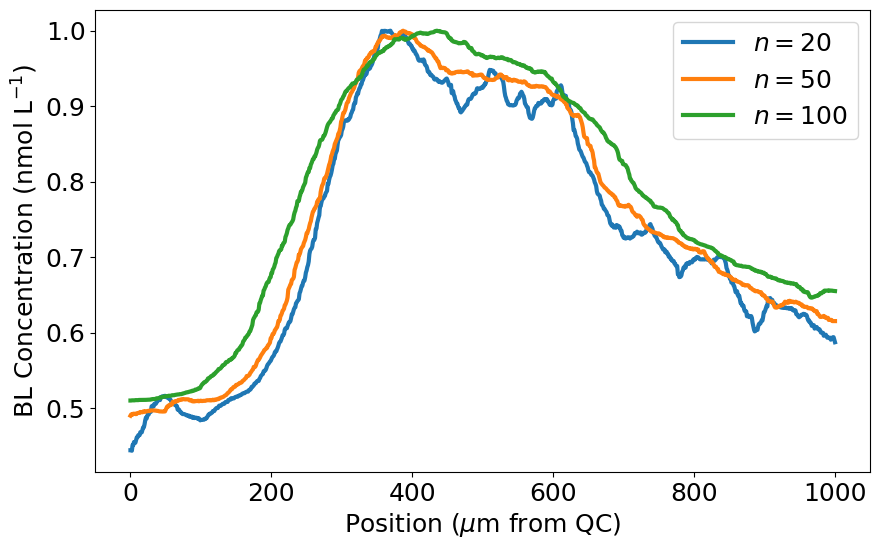 1.0
0.9
0.8
0.7
0.6
0.5
BL Concentration (nmol L⁻¹)
n = 20
n = 50
n = 100
0 200 400 600 800 1000
Position (μm from QC)